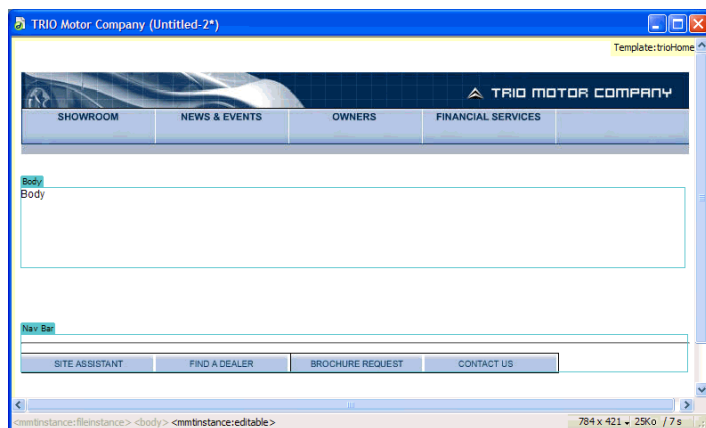 TRIO Motor Company (Untitled-2*)
Template:trioHome
TRIO MOTOR COMPANY
SHOWROOM NEWS & EVENTS OWNERS FINANCIAL SERVICES
Body
Body
Nav Bar
SITE ASSISTANT FIND A DEALER BROCHURE REQUEST CONTACT US
<mmtinstance:fileinstance> <body> <mmtinstance:editable> 784 x 421 25Ko / 7 s